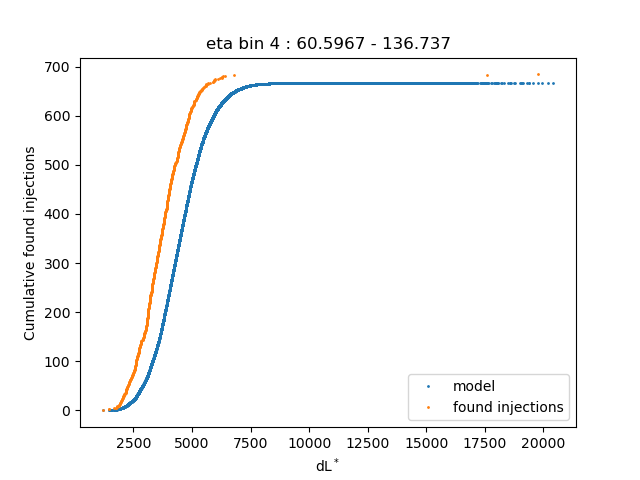 eta bin 4 : 60.5967 - 136.737
Cumulative found injections
700
600
500
400
300
200
100
0
2500 5000 7500 10000 12500 15000 17500 20000
dL*
model
found injections